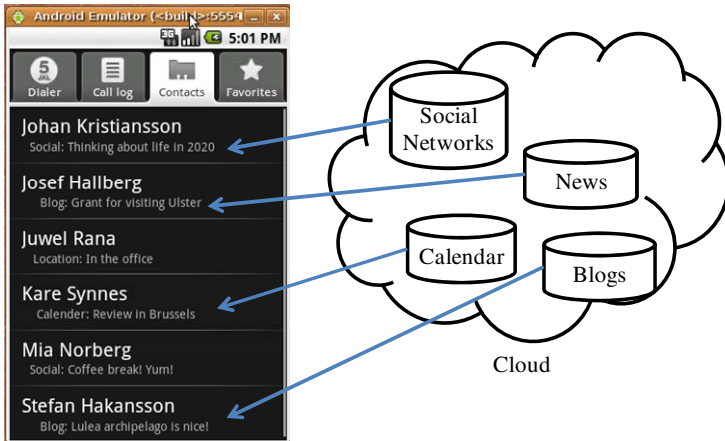 Android Emulator (<build>:5554
3G 5:01 PM
5 JKL
Dialer Call log Contacts Favorites
Johan Kristiansson
Social: Thinking about life in 2020
Josef Hallberg
Blog: Grant for visiting Ulster
Juwel Rana
Location: In the office
Kare Synnes
Calender: Review in Brussels
Mia Norberg
Social: Coffee break! Yum!
Stefan Hakansson
Blog: Lulea archipelago is nice!
Social
Networks
News
Calendar
Blogs
Cloud